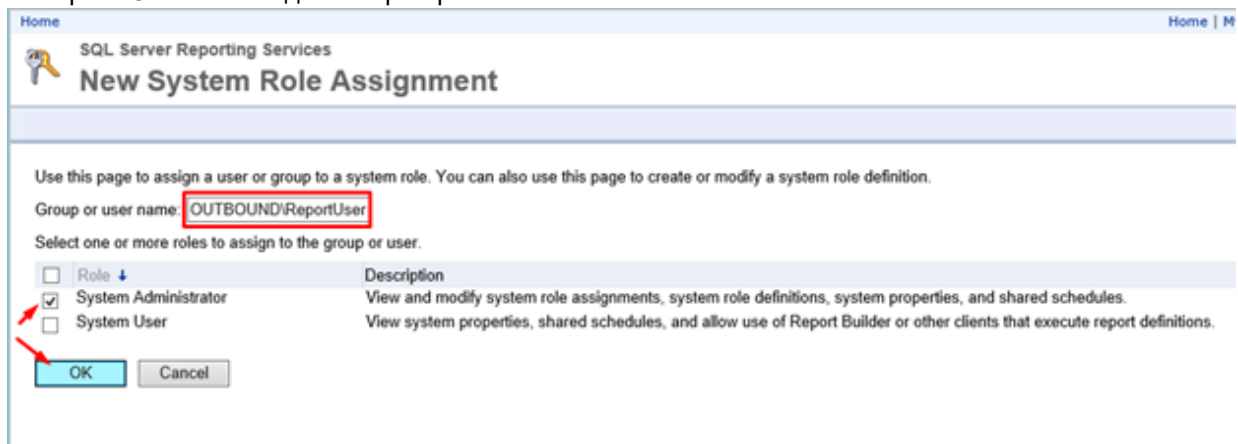 Home
Home | M
SQL Server Reporting Services
New System Role Assignment
Use this page to assign a user or group to a system role. You can also use this page to create or modify a system role definition.
Group or user name: OUTBOUND\ReportUser
Select one or more roles to assign to the group or user.
Role ↓ Description
System Administrator View and modify system role assignments, system role definitions, system properties, and shared schedules.
System User View system properties, shared schedules, and allow use of Report Builder or other clients that execute report definitions.
OK Cancel